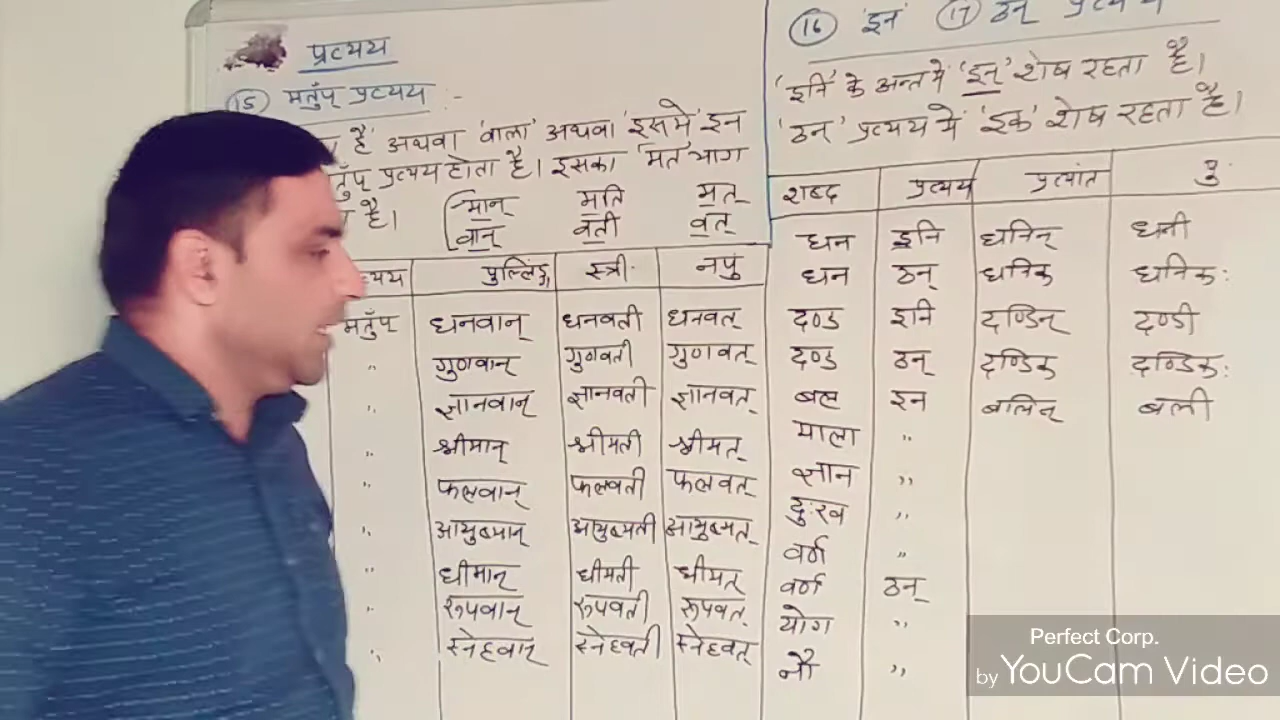 प्रत्यय
(15) मतुँप् प्रत्यय :-
है' अथवा 'वाला' अथवा 'इसमें' इन
तुँप् प्रत्यय होता है। इसका 'मत' भाग
है।
मान् मति मत्
वान् वती वत्
त्यय पुल्लिङ्ग स्त्री. नपु
मतुँप् धनवान् धनवती धनवत्
" गुणवान् गुणवती गुणवत्
" ज्ञानवान् ज्ञानवती ज्ञानवत्
" श्रीमान् श्रीमती श्रीमत्
" फलवान् फलवती फलवत्
" आयुष्मान् आयुष्मती आयुष्मत्
" धीमान् धीमती धीमत्
" रूपवान् रूपवती रूपवत्
" स्नेहवान् स्नेहवती स्नेहवत्
(16) 'इन' (17) ठन् प्रत्यय
'इनि' के अन्त में 'इन्' शेष रहता है।
'ठन्' प्रत्यय में 'इक' शेष रहता है।
शब्द प्रत्यय प्रत्यांत पु.
धन इनि धनिन् धनी
धन ठन् धनिक धनिकः
दण्ड इनि दण्डिन् दण्डी
दण्ड ठन् दण्डिक दण्डिकः
इन बलिन् बली
माला "
ज्ञान "
दुःख "
वर्ण "
वर्ण ठन्
योग "
नौ "
Perfect Corp.
by YouCam Video